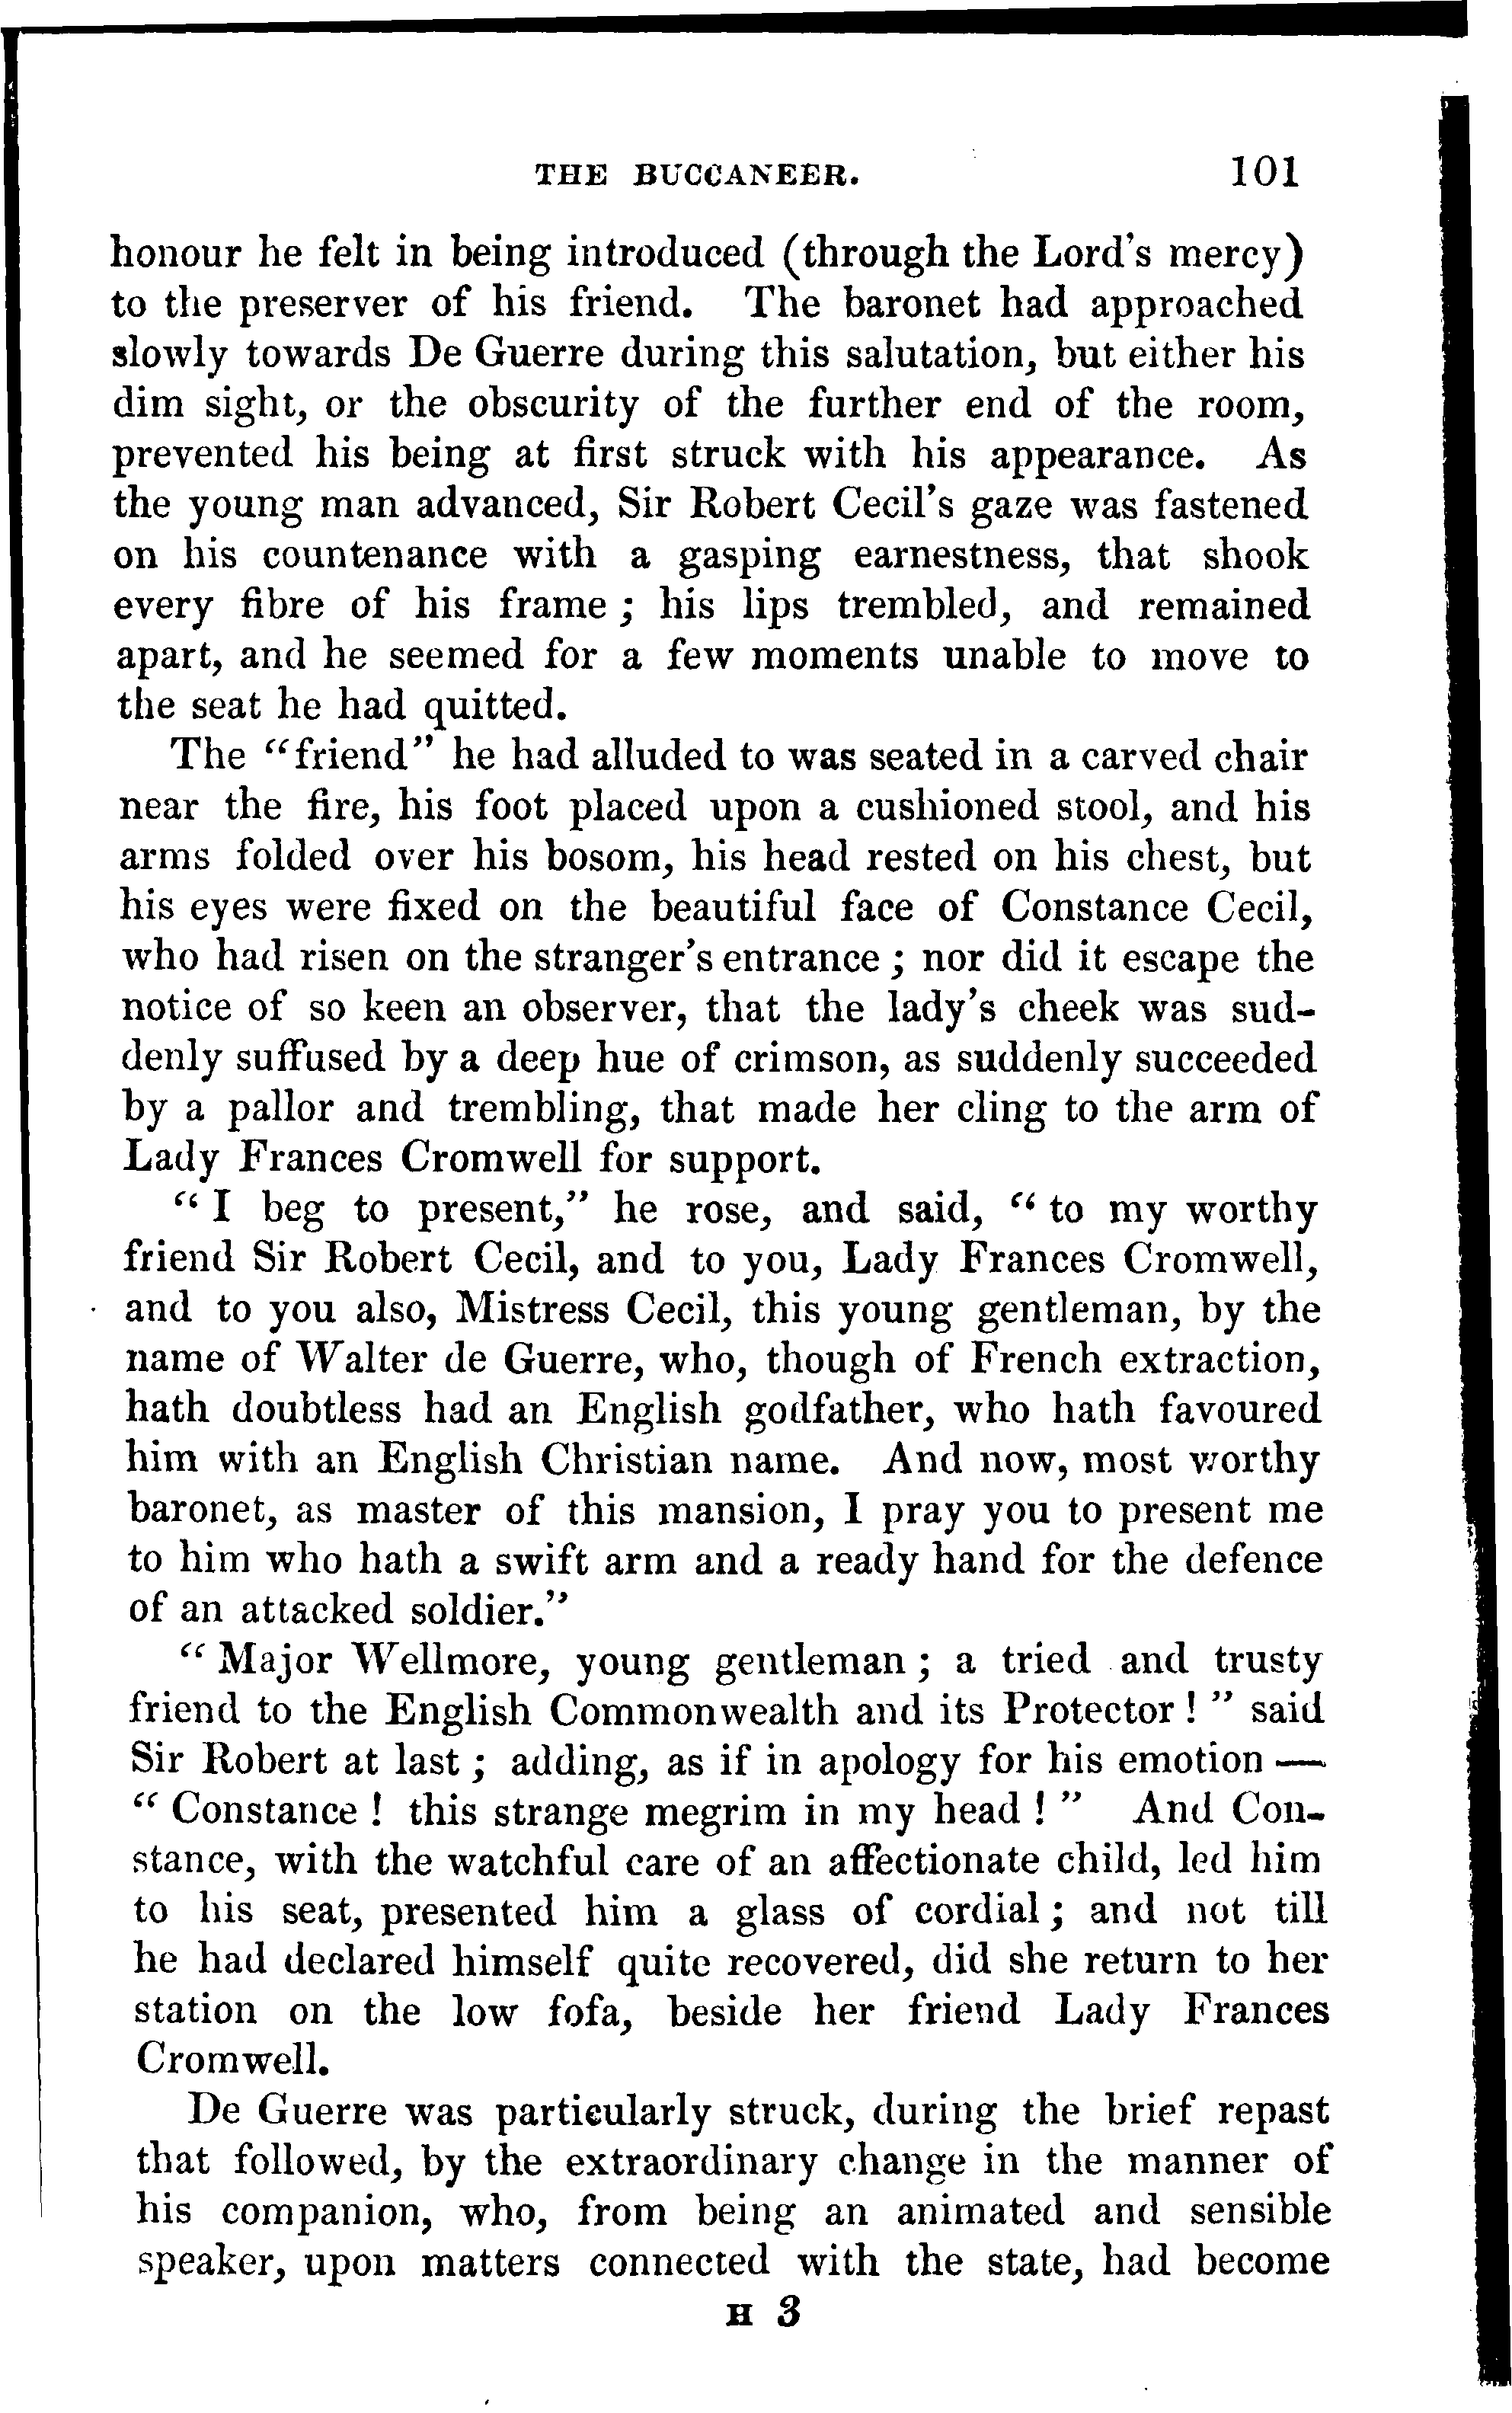 THE BUCCANEER. 101
honour he felt in being introduced (through the Lord's mercy)
to the preserver of his friend. The baronet had approached
slowly towards De Guerre during this salutation, but either his
dim sight, or the obscurity of the further end of the room,
prevented his being at first struck with his appearance. As
the young man advanced, Sir Robert Cecil's gaze was fastened
on his countenance with a gasping earnestness, that shook
every fibre of his frame ; his lips trembled, and remained
apart, and he seemed for a few moments unable to move to
the seat he had quitted.
The "friend" he had alluded to was seated in a carved chair
near the fire, his foot placed upon a cushioned stool, and his
arms folded over his bosom, his head rested on his chest, but
his eyes were fixed on the beautiful face of Constance Cecil,
who had risen on the stranger's entrance ; nor did it escape the
notice of so keen an observer, that the lady's cheek was sud-
denly suffused by a deep hue of crimson, as suddenly succeeded
by a pallor and trembling, that made her cling to the arm of
Lady Frances Cromwell for support.
" I beg to present," he rose, and said, " to my worthy
friend Sir Robert Cecil, and to you, Lady Frances Cromwell,
and to you also, Mistress Cecil, this young gentleman, by the
name of Walter de Guerre, who, though of French extraction,
hath doubtless had an English godfather, who hath favoured
him with an English Christian name. And now, most worthy
baronet, as master of this mansion, I pray you to present me
to him who hath a swift arm and a ready hand for the defence
of an attacked soldier."
" Major Wellmore, young gentleman ; a tried and trusty
friend to the English Commonwealth and its Protector ! " said
Sir Robert at last ; adding, as if in apology for his emotion —
" Constance ! this strange megrim in my head ! " And Con-
stance, with the watchful care of an affectionate child, led him
to his seat, presented him a glass of cordial ; and not till
he had declared himself quite recovered, did she return to her
station on the low fofa, beside her friend Lady Frances
Cromwell.
De Guerre was particularly struck, during the brief repast
that followed, by the extraordinary change in the manner of
his companion, who, from being an animated and sensible
speaker, upon matters connected with the state, had become
H 3